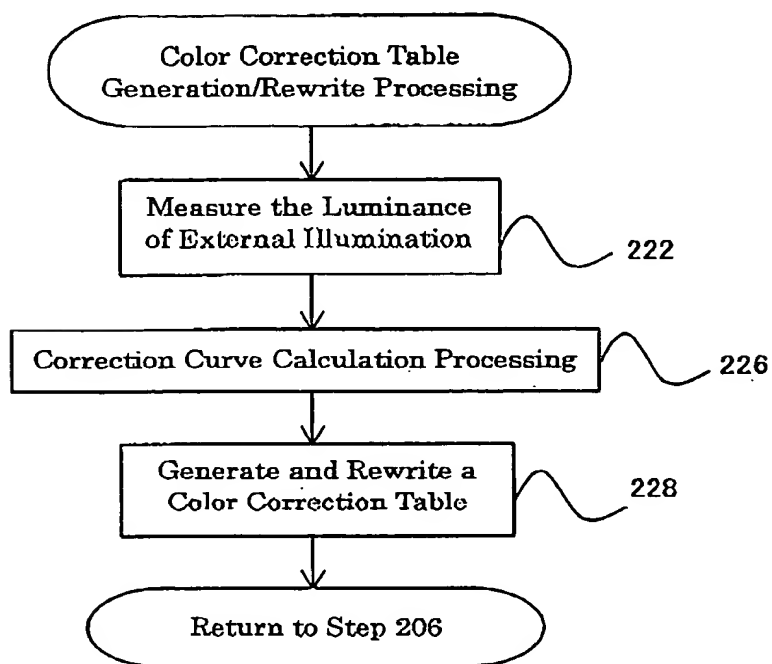 Color Correction Table
Generation/Rewrite Processing
Measure the Luminance
of External Illumination
222
Correction Curve Calculation Processing
226
Generate and Rewrite a
Color Correction Table
228
Return to Step 206